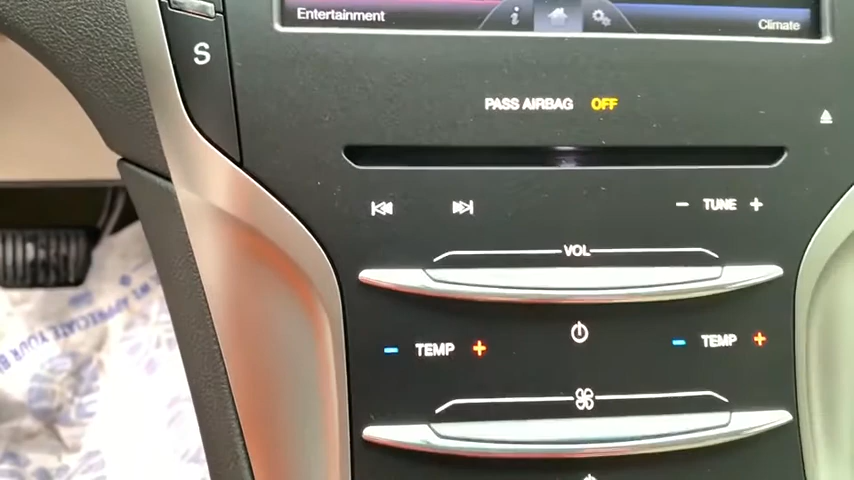 Entertainment
i
Climate
S
PASS AIRBAG OFF
- TUNE +
VOL
- TEMP +
- TEMP +